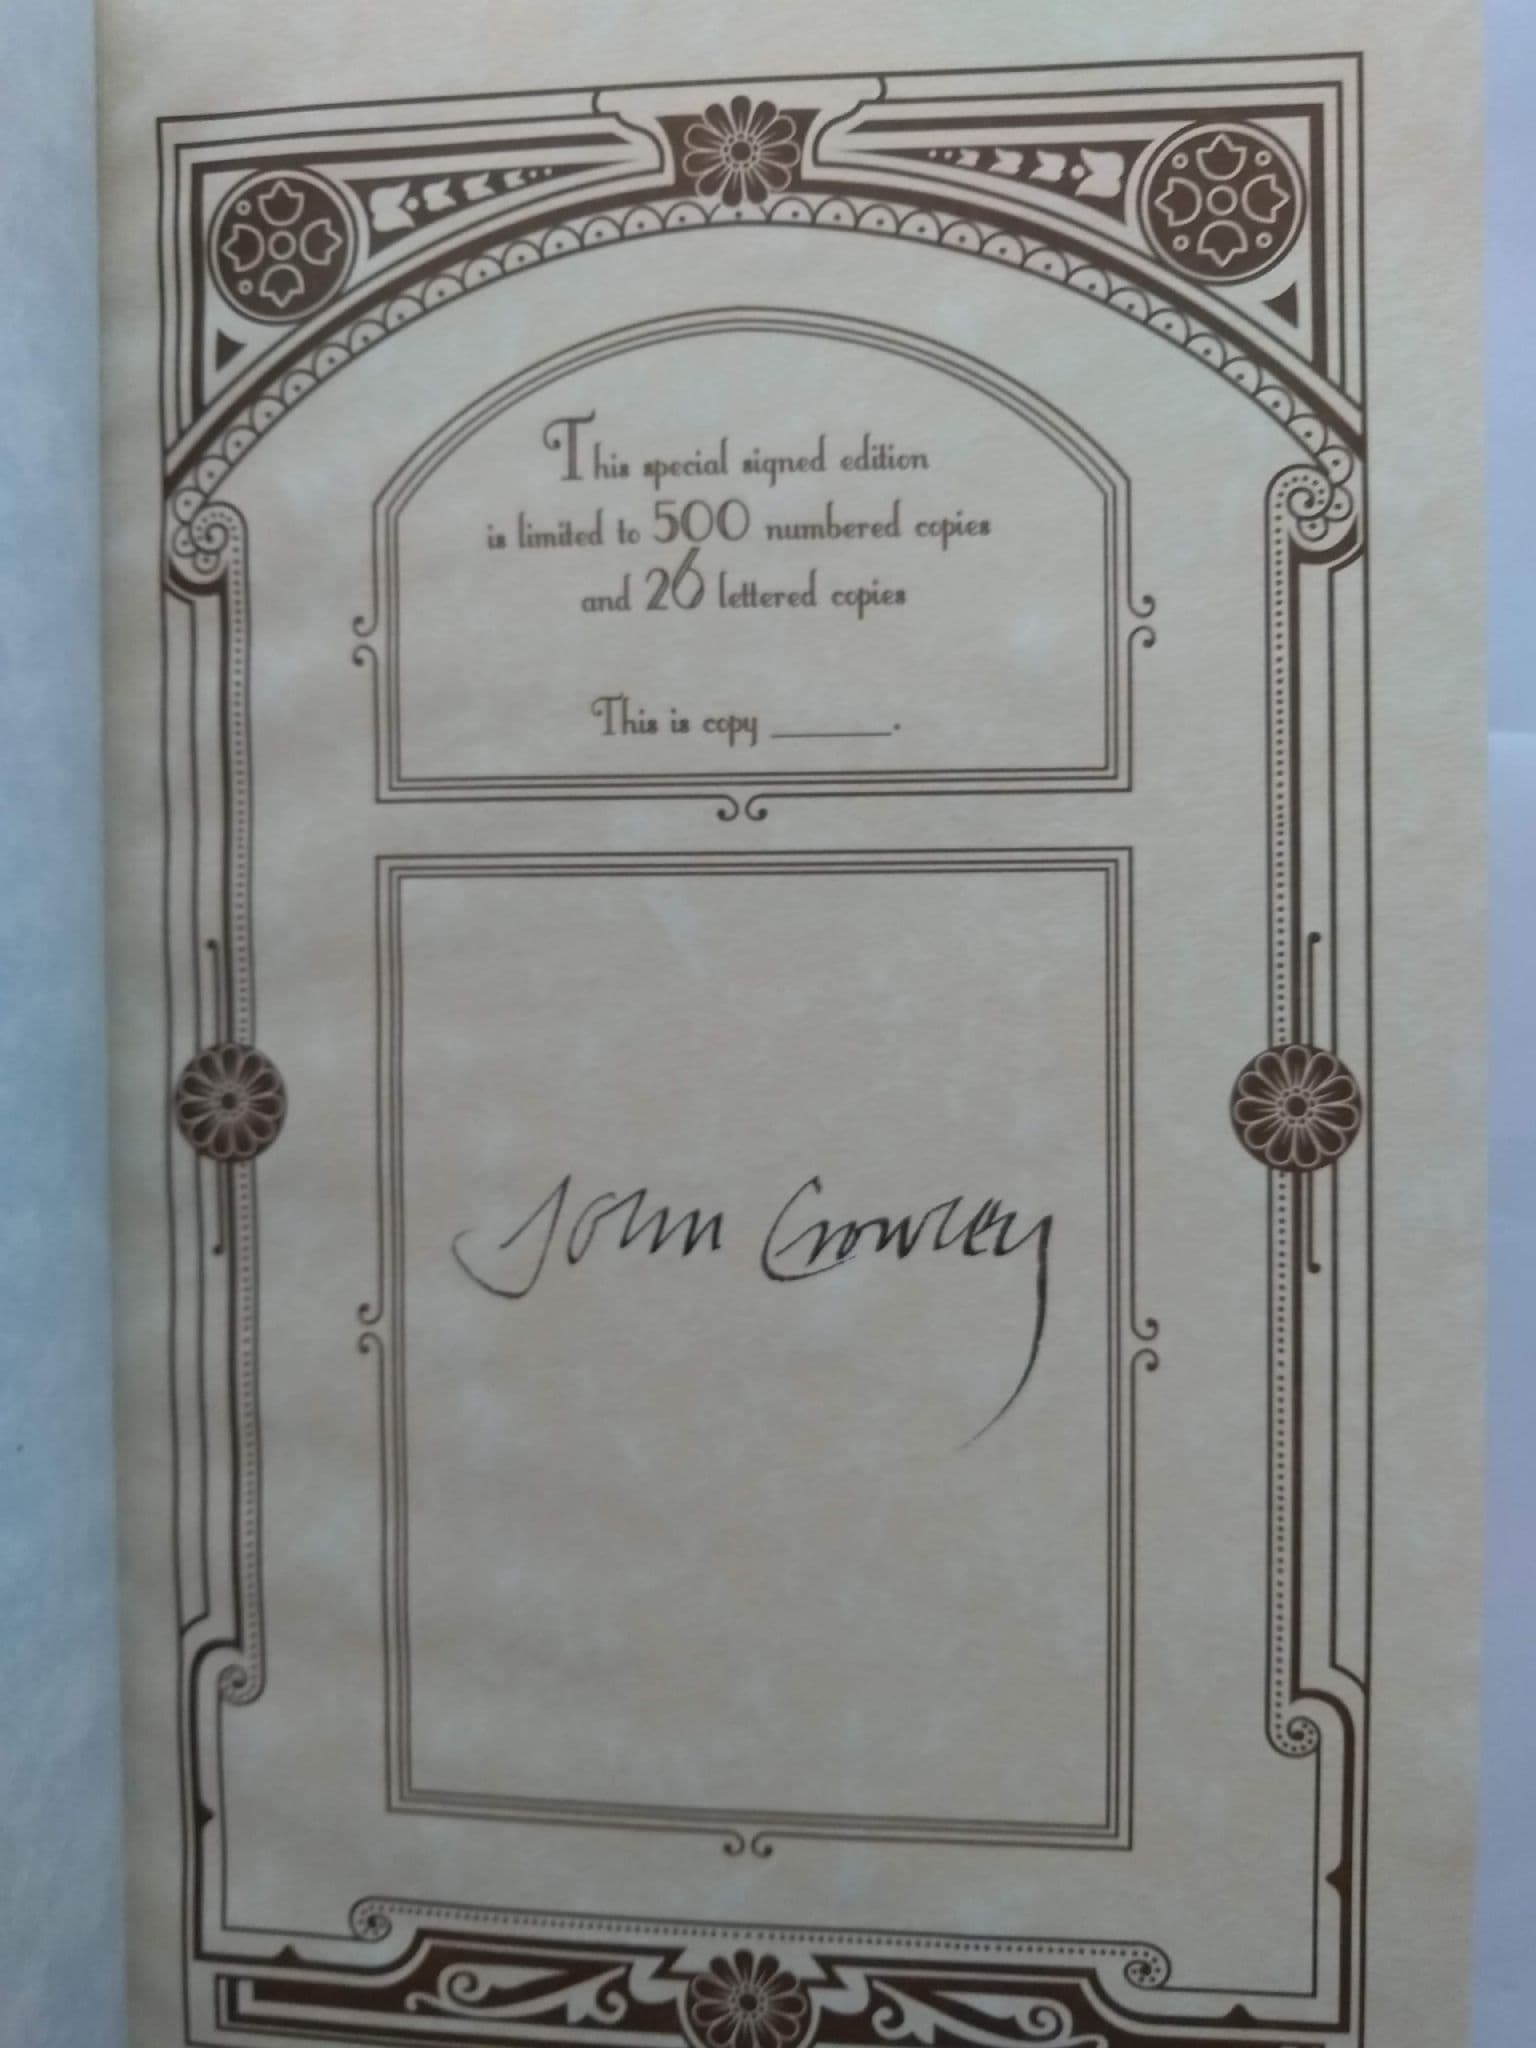 This special signed edition
is limited to 500 numbered copies
and 26 lettered copies
This is copy ______.
John Crowley